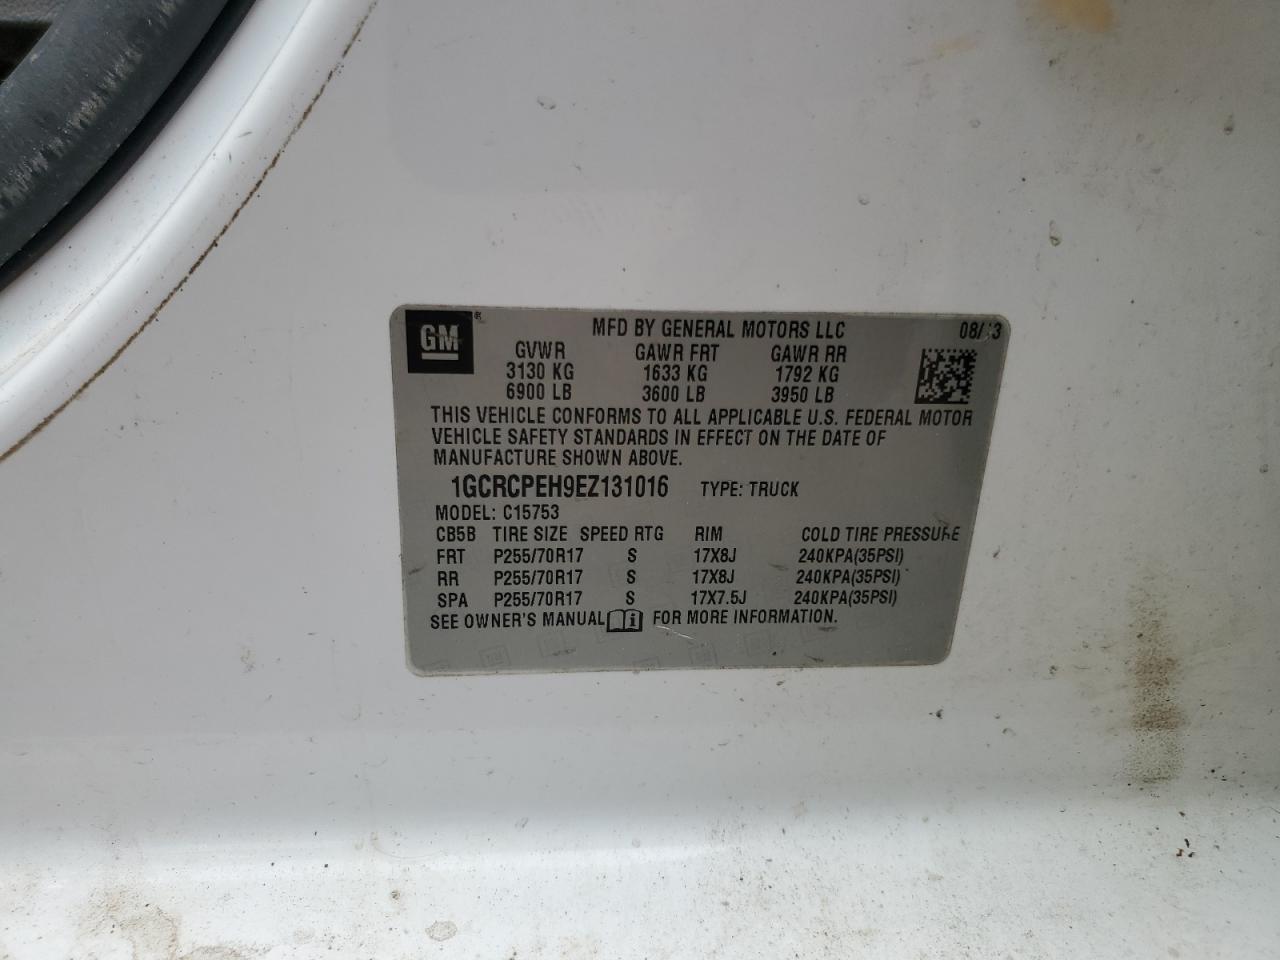 GM®
MFD BY GENERAL MOTORS LLC
GVWR GAWR FRT GAWR RR
3130 KG 1633 KG 1792 KG
6900 LB 3600 LB 3950 LB
THIS VEHICLE CONFORMS TO ALL APPLICABLE U.S. FEDERAL MOTOR
VEHICLE SAFETY STANDARDS IN EFFECT ON THE DATE OF
MANUFACTURE SHOWN ABOVE.
1GCRCPEH9EZ131016 TYPE: TRUCK
MODEL: C15753
CB5B TIRE SIZE SPEED RTG RIM COLD TIRE PRESSURE
FRT P255/70R17 S 17X8J 240KPA(35PSI)
RR P255/70R17 S 17X8J 240KPA(35PSI)
SPA P255/70R17 S 17X7.5J 240KPA(35PSI)
SEE OWNER'S MANUAL FOR MORE INFORMATION.